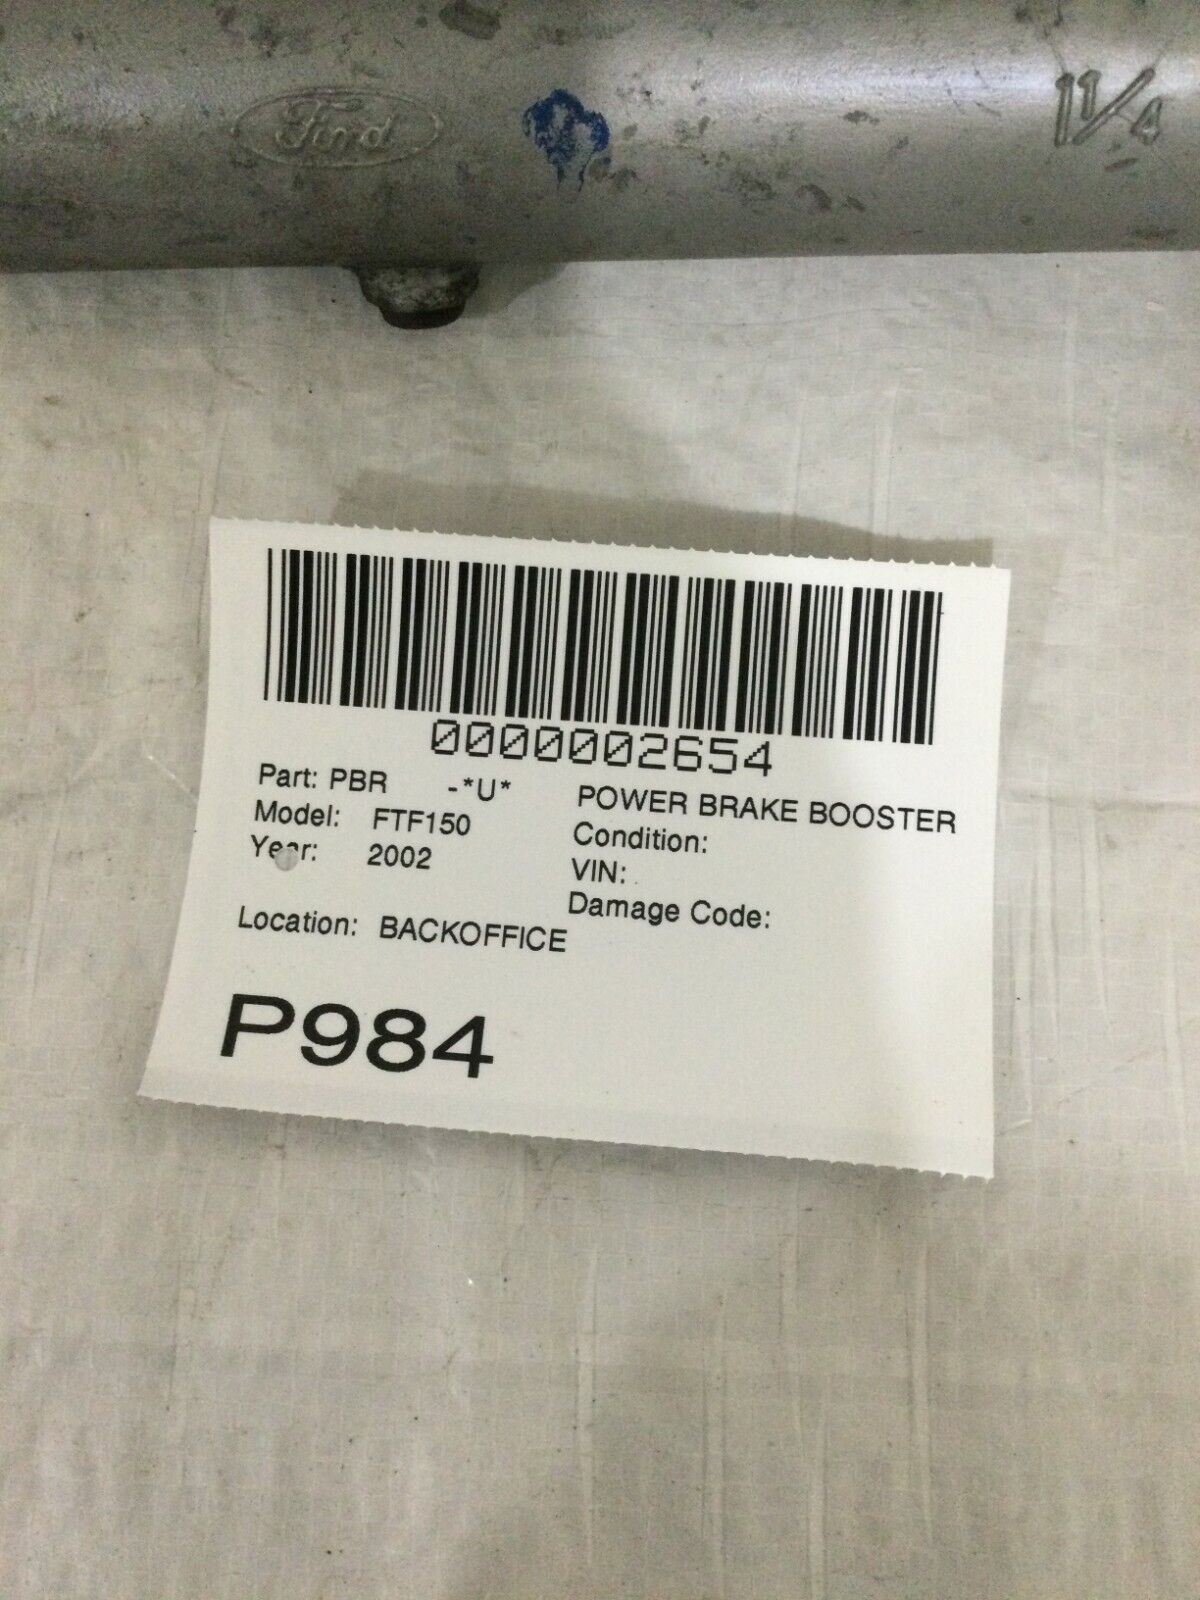 Ford
1 1/4
0000002654
Part: PBR -*U* POWER BRAKE BOOSTER
Model: FTF150 Condition:
Year: 2002 VIN:
Damage Code:
Location: BACKOFFICE
P984